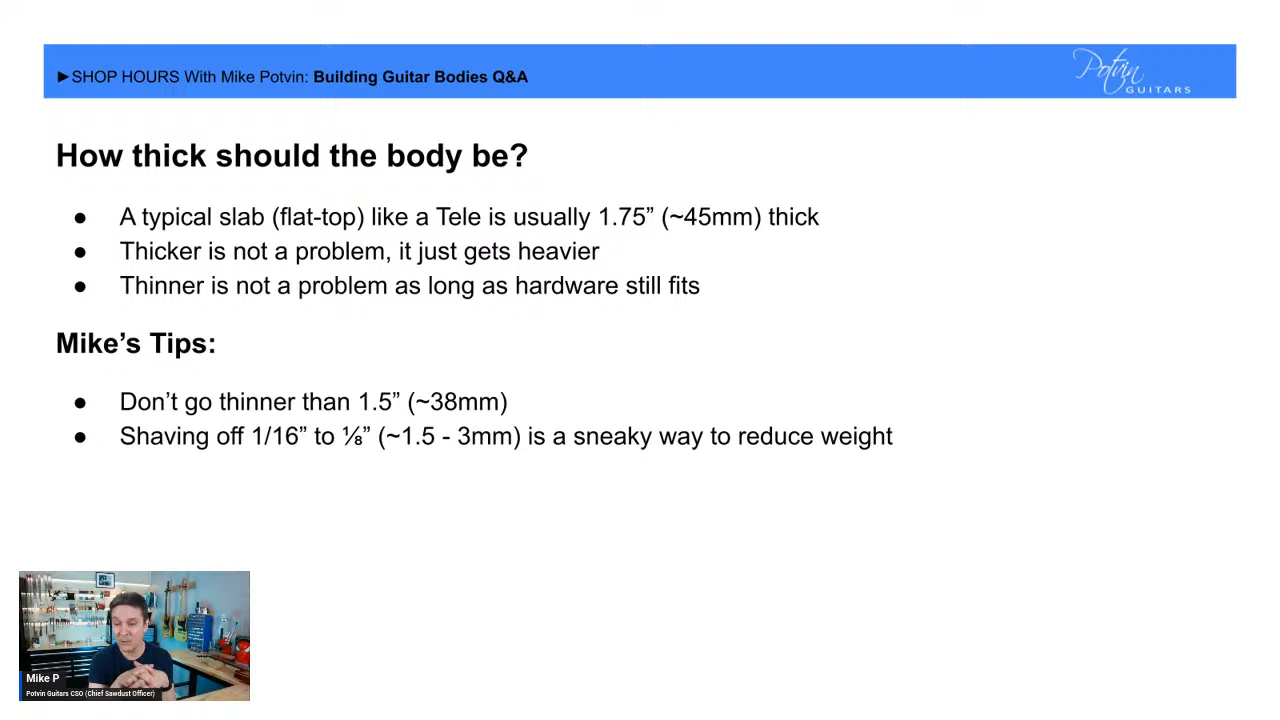 ►SHOP HOURS With Mike Potvin: Building Guitar Bodies Q&A
Potvin
GUITARS
How thick should the body be?
● A typical slab (flat-top) like a Tele is usually 1.75” (~45mm) thick
● Thicker is not a problem, it just gets heavier
● Thinner is not a problem as long as hardware still fits
Mike’s Tips:
● Don’t go thinner than 1.5” (~38mm)
● Shaving off 1/16” to ⅛” (~1.5 - 3mm) is a sneaky way to reduce weight
Mike P
Potvin Guitars CSO (Chief Sawdust Officer)